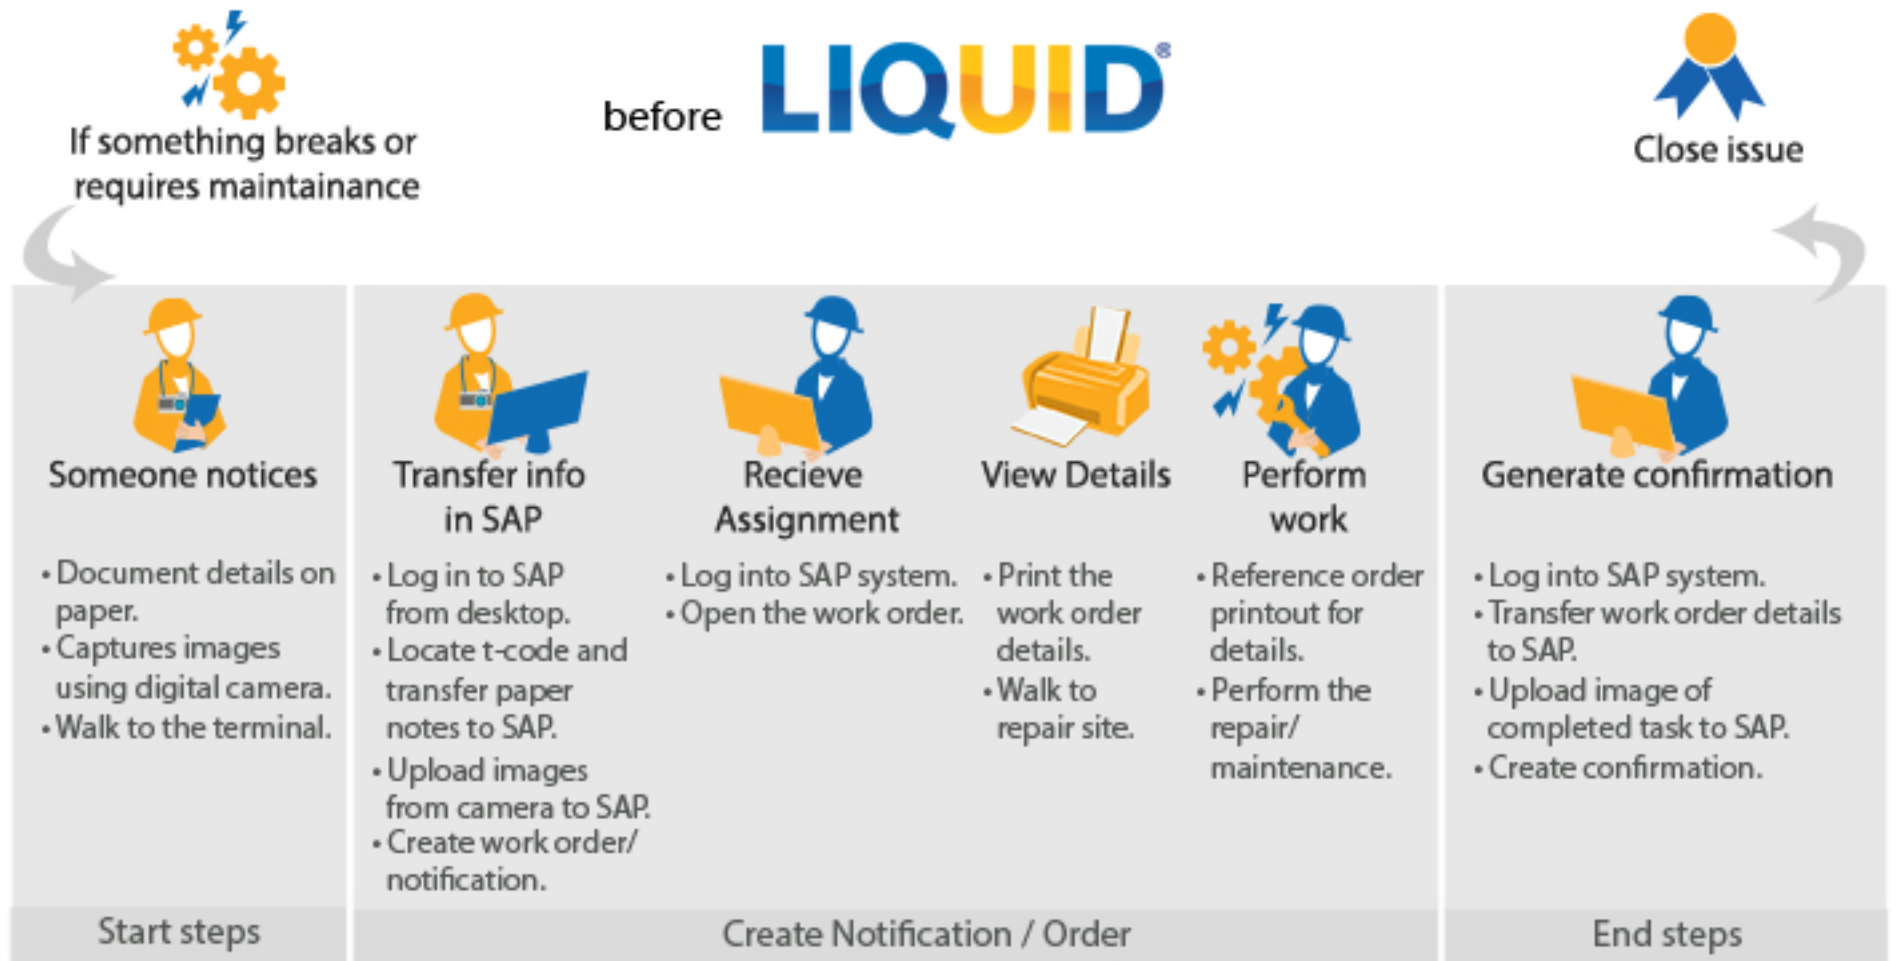 If something breaks or
requires maintainance
before LIQUID®
Close issue
Someone notices
• Document details on
paper.
• Captures images
using digital camera.
• Walk to the terminal.
Transfer info
in SAP
• Log in to SAP
from desktop.
• Locate t-code and
transfer paper
notes to SAP.
• Upload images
from camera to SAP.
• Create work order/
notification.
Recieve
Assignment
• Log into SAP system.
• Open the work order.
View Details
• Print the
work order
details.
• Walk to
repair site.
Perform
work
• Reference order
printout for
details.
• Perform the
repair/
maintenance.
Generate confirmation
• Log into SAP system.
• Transfer work order details
to SAP.
• Upload image of
completed task to SAP.
• Create confirmation.
Start steps
Create Notification / Order
End steps